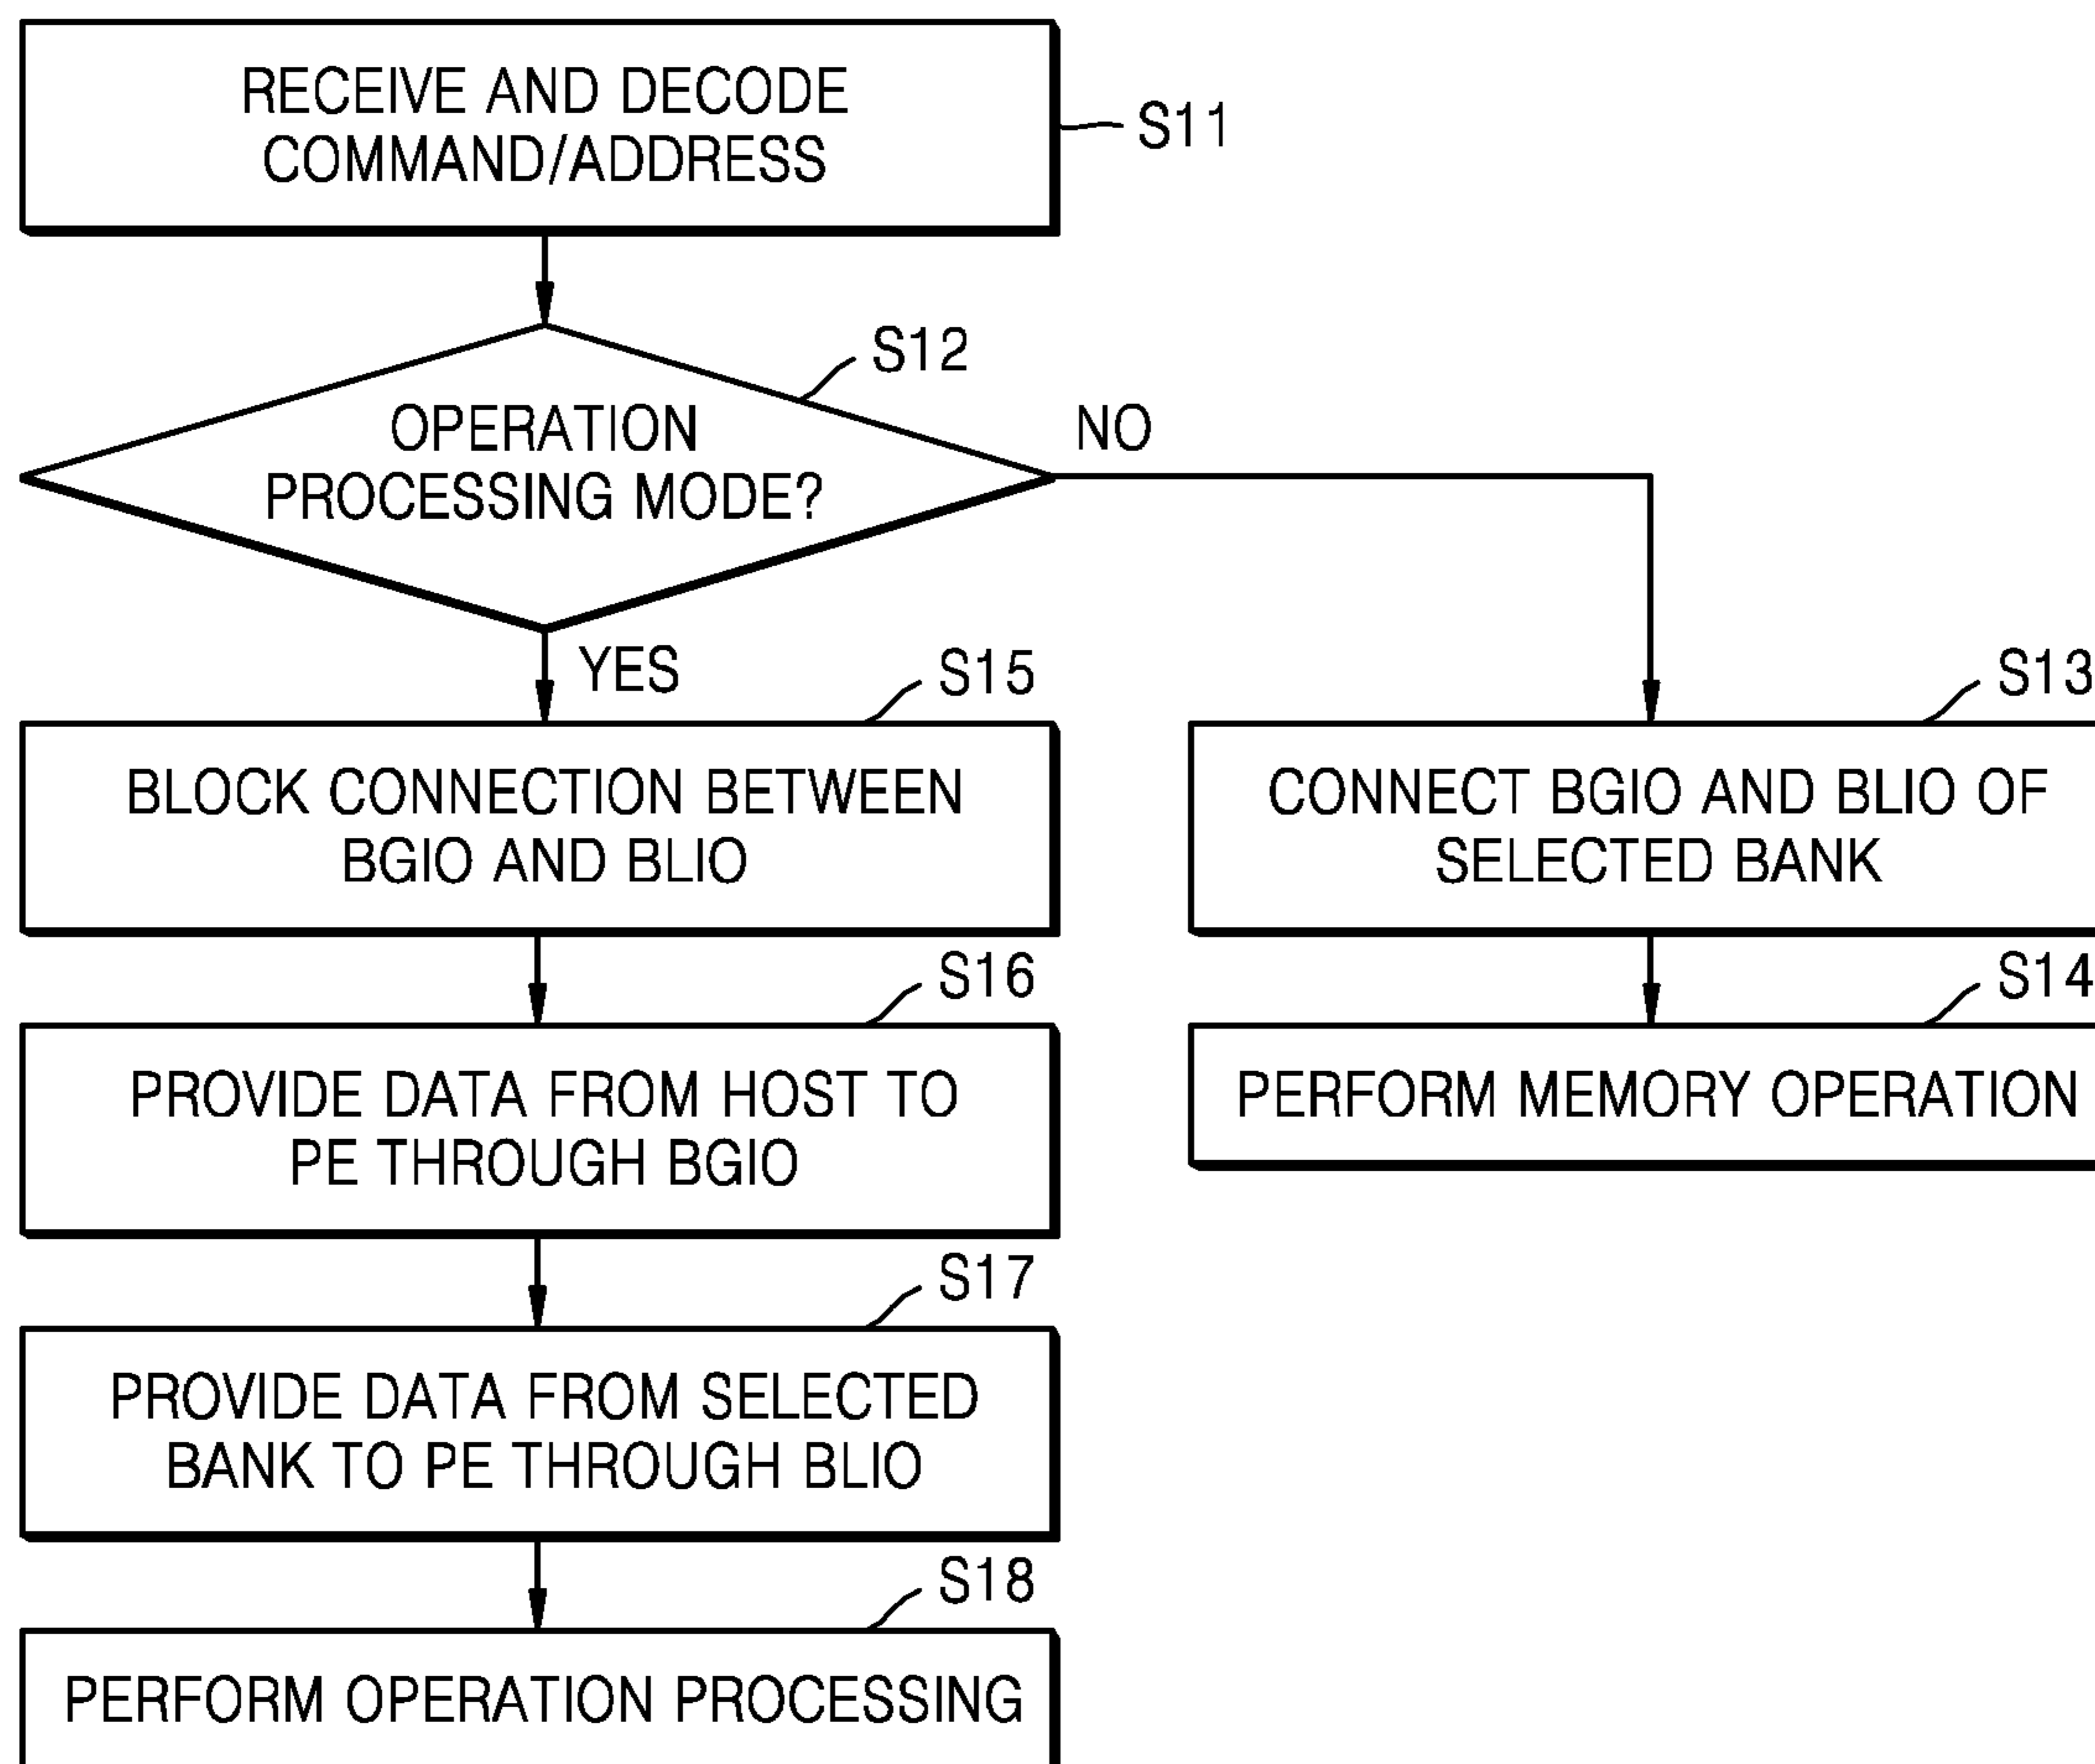 RECEIVE AND DECODE
COMMAND/ADDRESS
S11
S12
OPERATION
PROCESSING MODE?
NO
YES
S15
BLOCK CONNECTION BETWEEN
BGIO AND BLIO
S13
CONNECT BGIO AND BLIO OF
SELECTED BANK
S16
PROVIDE DATA FROM HOST TO
PE THROUGH BGIO
S14
PERFORM MEMORY OPERATION
S17
PROVIDE DATA FROM SELECTED
BANK TO PE THROUGH BLIO
S18
PERFORM OPERATION PROCESSING